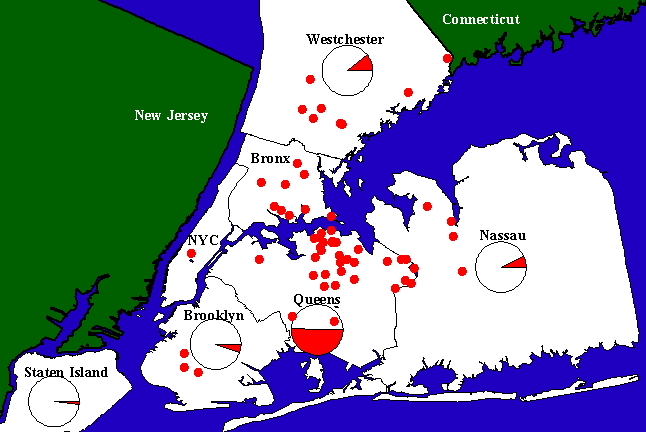 Connecticut
Westchester
New Jersey
Bronx
NYC
Nassau
Queens
Brooklyn
Staten Island